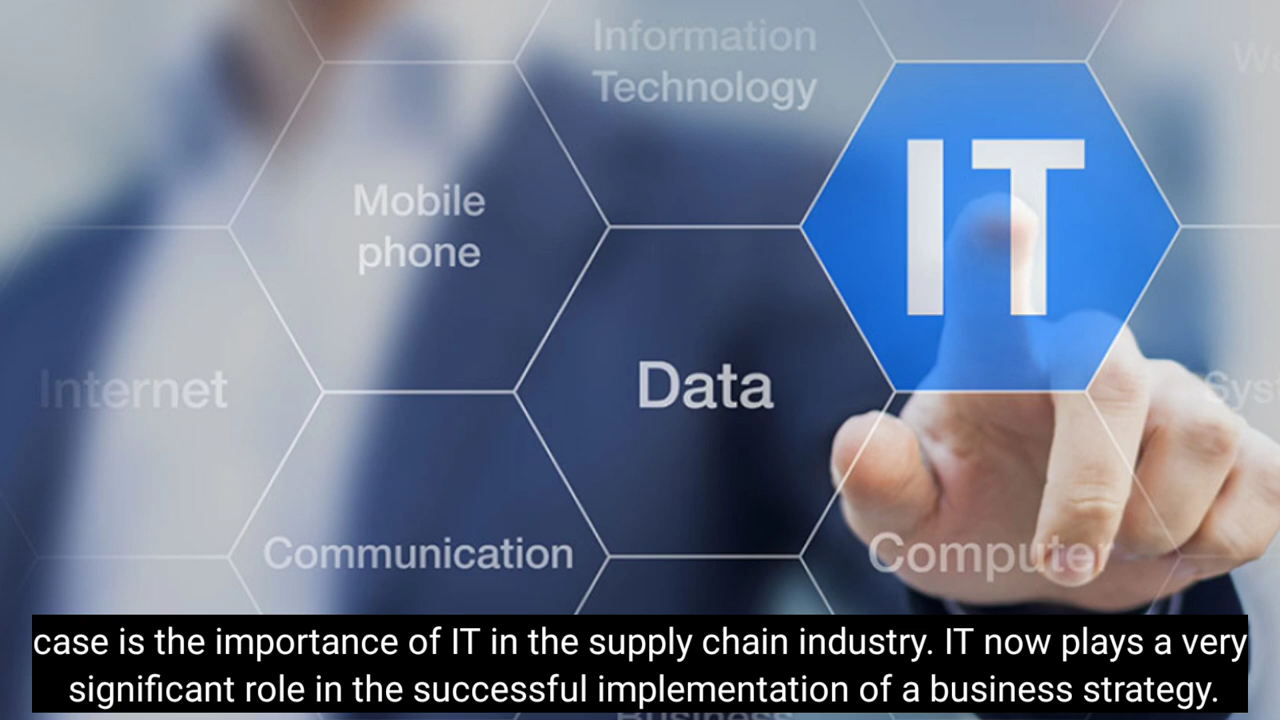 Information
Technology
IT
Mobile
phone
Internet
Data
Communication
Computer
case is the importance of IT in the supply chain industry. IT now plays a very
significant role in the successful implementation of a business strategy.
Business